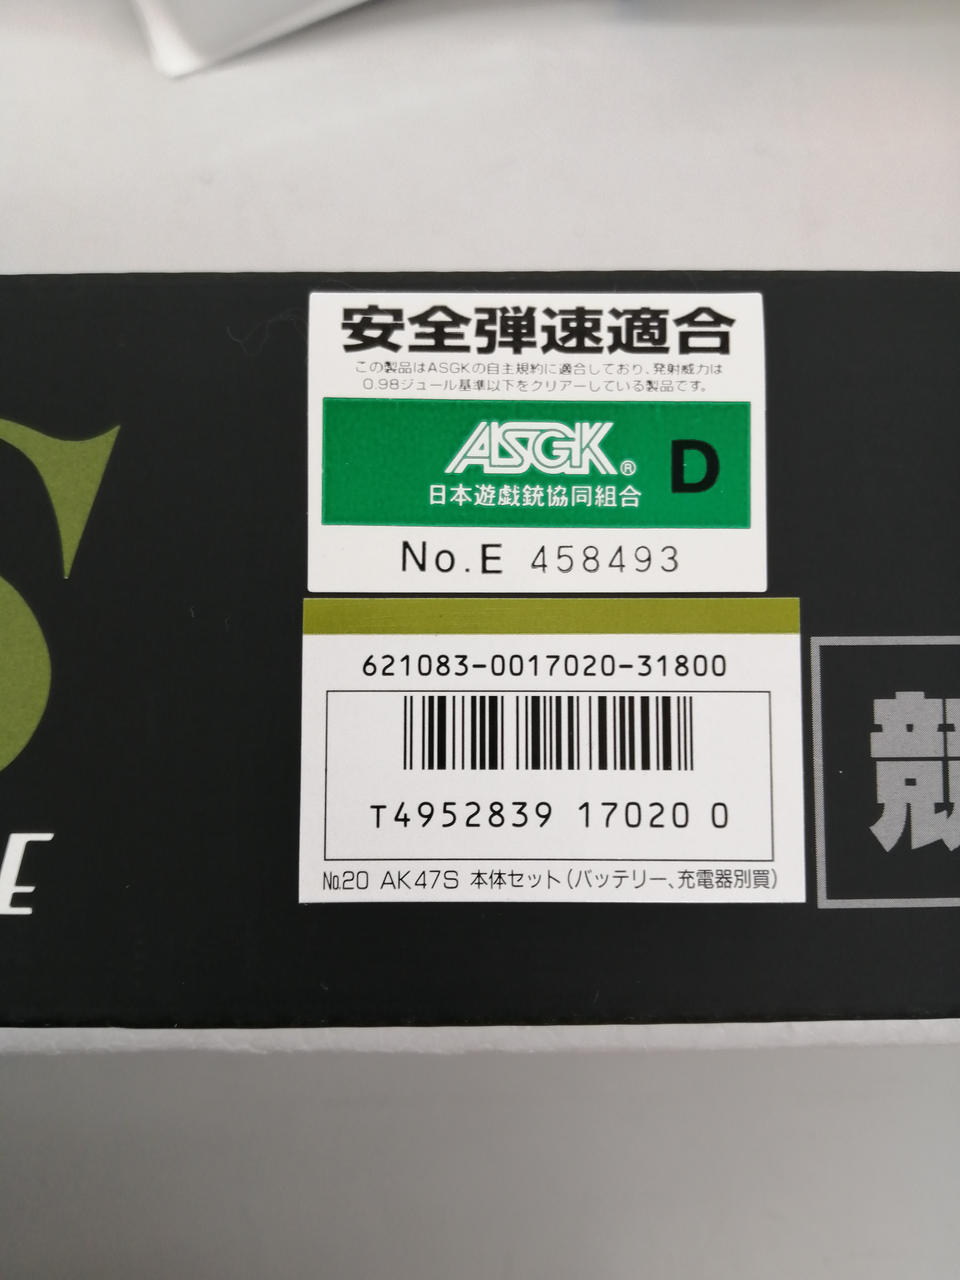 安全弾速適合
この製品はASGKの自主規約に適合しており、発射威力は
0.98ジュール基準以下をクリアーしている製品です。
ASGK®
D
日本遊戯銃協同組合
No.E 458493
621083-0017020-31800
T4952839 17020 0
№20 AK47S 本体セット(バッテリー、充電器別買)
S
E